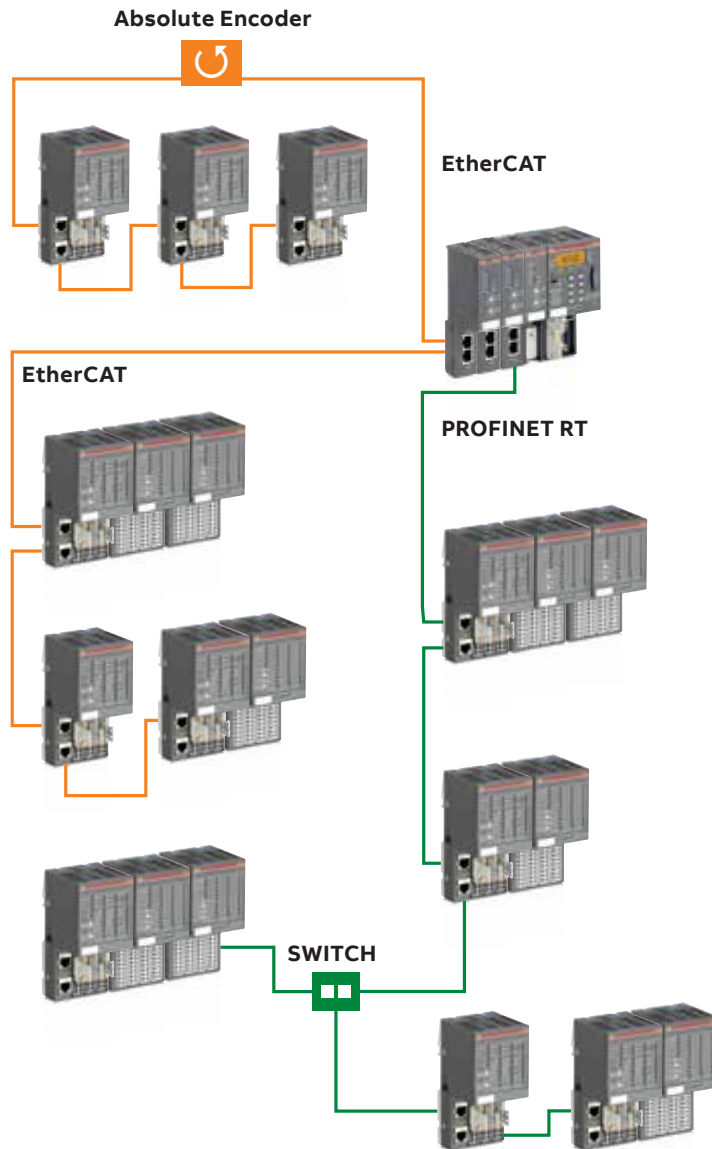 Absolute Encoder
EtherCAT
EtherCAT
PROFINET RT
SWITCH